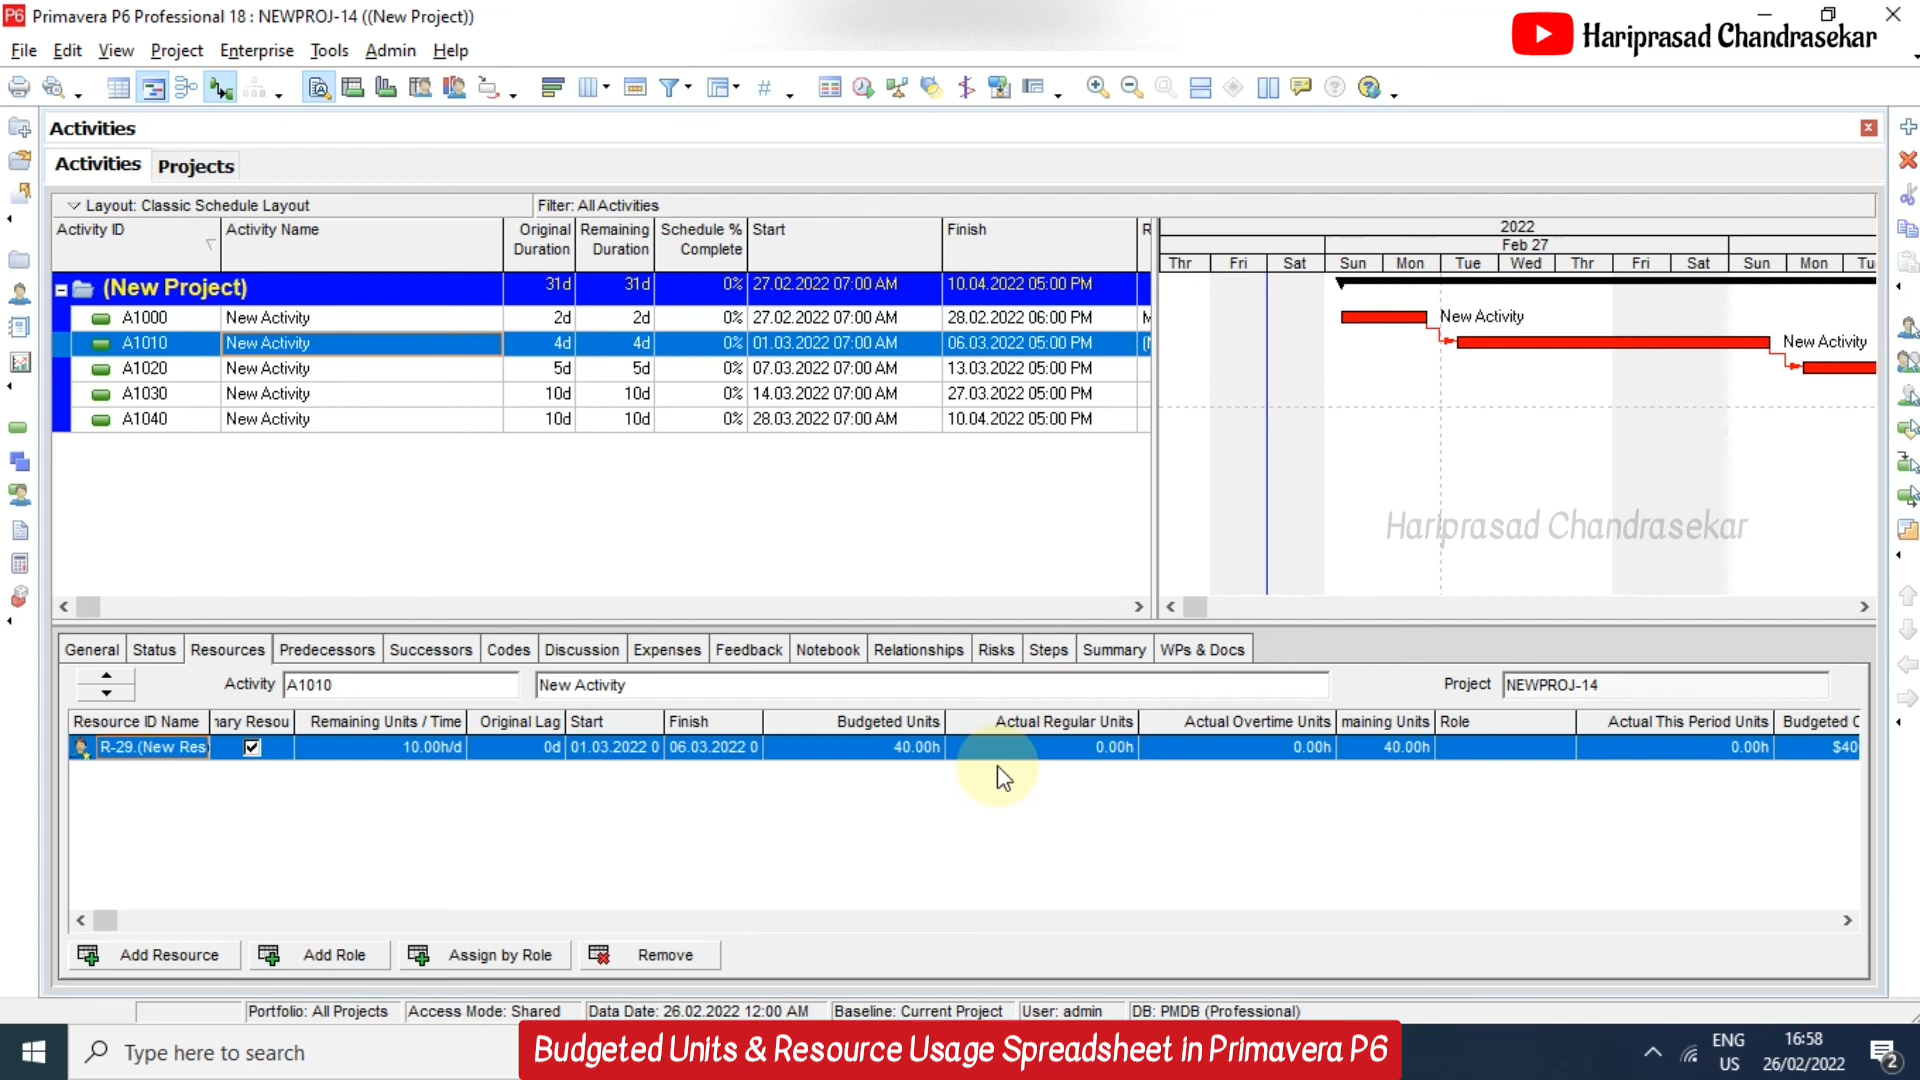 Primavera P6 Professional 18 : NEWPROJ-14 ((New Project))
Hariprasad Chandrasekar
File Edit View Project Enterprise Tools Admin Help
Activities
Activities Projects
Layout: Classic Schedule Layout Filter: All Activities
Activity ID Activity Name Original Duration Remaining Duration Schedule % Complete Start Finish R
2022
Feb 27
Thr Fri Sat Sun Mon Tue Wed Thr Fri Sat Sun Mon Tu
(New Project) 31d 31d 0% 27.02.2022 07:00 AM 10.04.2022 05:00 PM
A1000 New Activity 2d 2d 0% 27.02.2022 07:00 AM 28.02.2022 06:00 PM New Activity
A1010 New Activity 4d 4d 0% 01.03.2022 07:00 AM 06.03.2022 05:00 PM New Activity
A1020 New Activity 5d 5d 0% 07.03.2022 07:00 AM 13.03.2022 05:00 PM
A1030 New Activity 10d 10d 0% 14.03.2022 07:00 AM 27.03.2022 05:00 PM
A1040 New Activity 10d 10d 0% 28.03.2022 07:00 AM 10.04.2022 05:00 PM
Hariprasad Chandrasekar
General Status Resources Predecessors Successors Codes Discussion Expenses Feedback Notebook Relationships Risks Steps Summary WPs & Docs
Activity A1010 New Activity Project NEWPROJ-14
Resource ID Name nary Resou Remaining Units / Time Original Lag Start Finish Budgeted Units Actual Regular Units Actual Overtime Units maining Units Role Actual This Period Units Budgeted C
R-29.(New Res 10.00h/d 0d 01.03.2022 0 06.03.2022 0 40.00h 0.00h 0.00h 40.00h 0.00h $40
Add Resource Add Role Assign by Role Remove
Portfolio: All Projects Access Mode: Shared Data Date: 26.02.2022 12:00 AM Baseline: Current Project User: admin DB: PMDB (Professional)
Type here to search
Budgeted Units & Resource Usage Spreadsheet in Primavera P6
ENG
US
16:58
26/02/2022
2